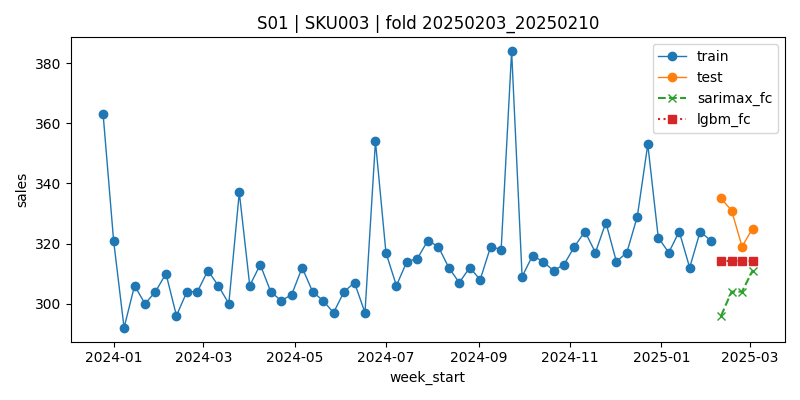 S01 | SKU003 | fold 20250203_20250210
380
360
340
320
300
sales
train
test
sarimax_fc
lgbm_fc
2024-01
2024-03
2024-05
2024-07
2024-09
2024-11
2025-01
2025-03
week_start